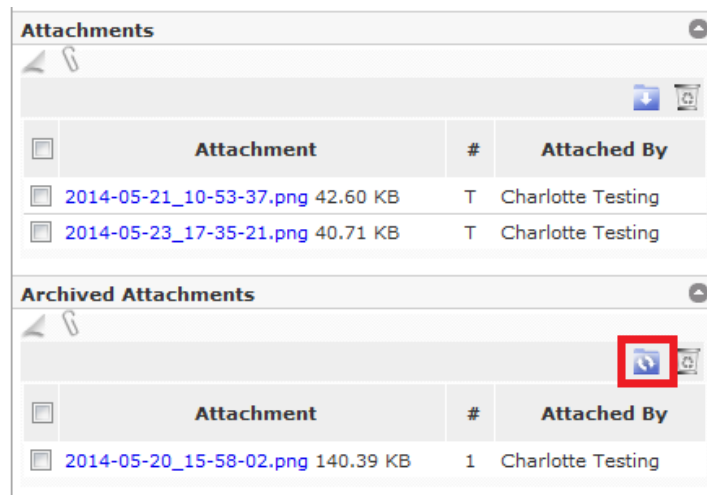 Attachments
Attachment # Attached By
2014-05-21_10-53-37.png 42.60 KB T Charlotte Testing
2014-05-23_17-35-21.png 40.71 KB T Charlotte Testing
Archived Attachments
Attachment # Attached By
2014-05-20_15-58-02.png 140.39 KB 1 Charlotte Testing